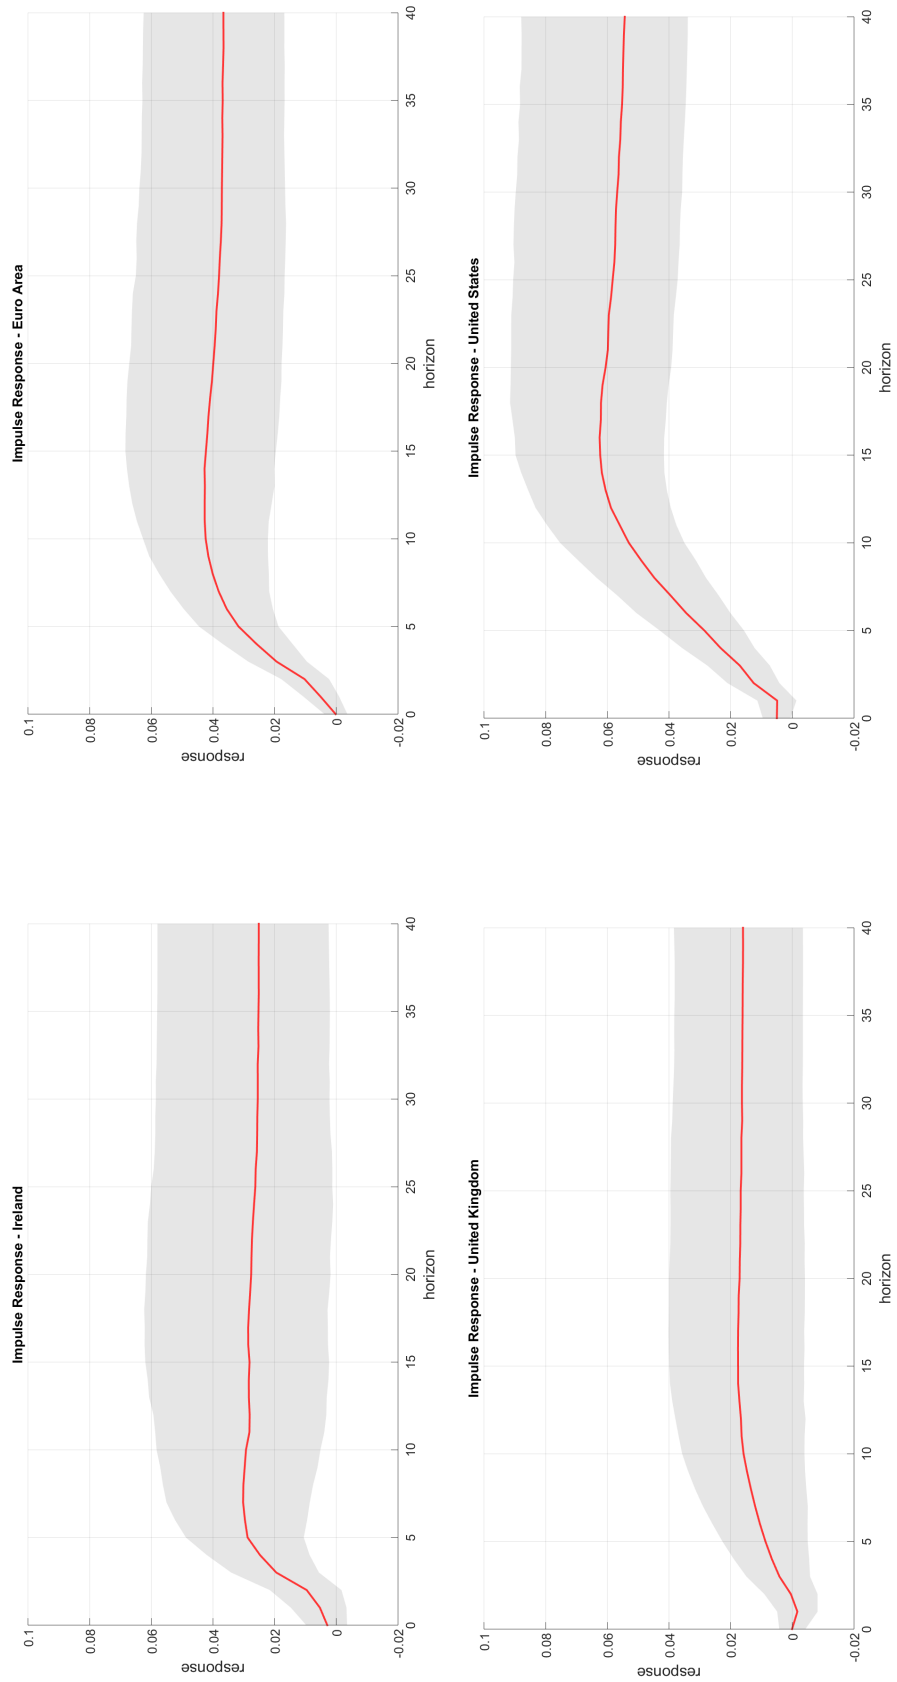 Impulse Response - Ireland
0.1
0.08
0.06
0.04
0.02
0
-0.02
response
0 5 10 15 20 25 30 35 40
horizon
Impulse Response - Euro Area
0.1
0.08
0.06
0.04
0.02
0
-0.02
response
0 5 10 15 20 25 30 35 40
horizon
Impulse Response - United Kingdom
0.1
0.08
0.06
0.04
0.02
0
-0.02
response
0 5 10 15 20 25 30 35 40
horizon
Impulse Response - United States
0.1
0.08
0.06
0.04
0.02
0
-0.02
response
0 5 10 15 20 25 30 35 40
horizon